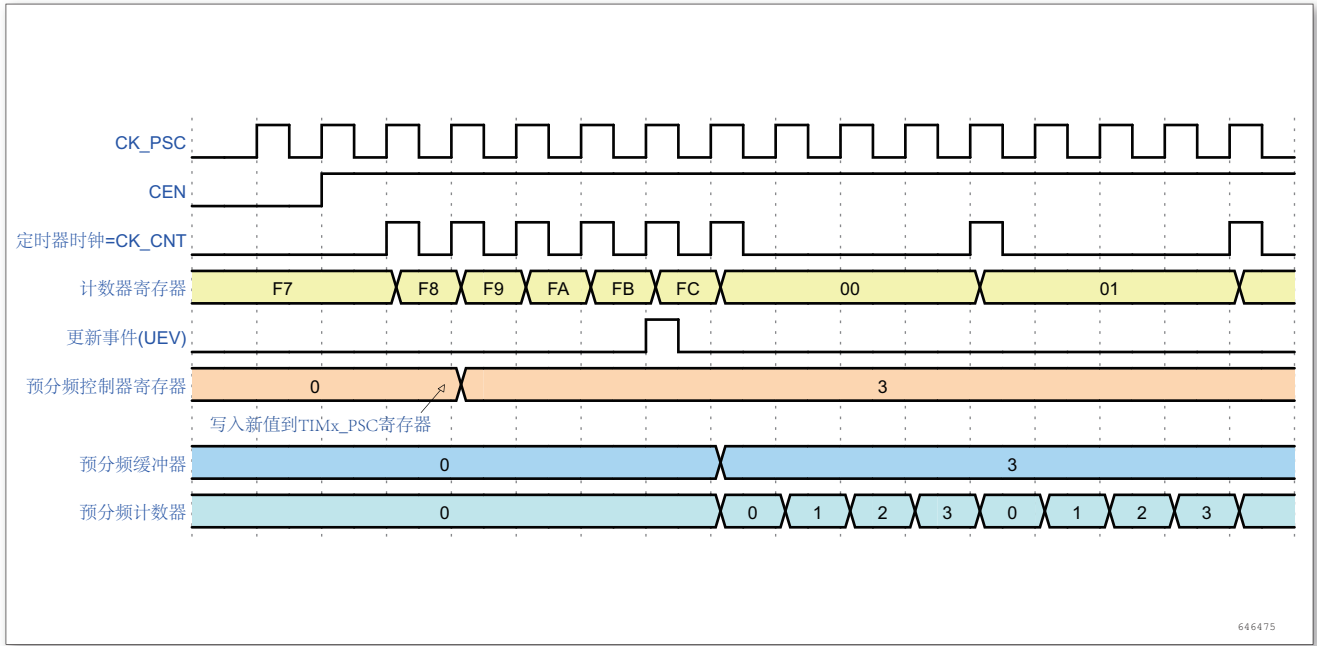 CK_PSC
CEN
定时器时钟=CK_CNT
计数器寄存器 F7 F8 F9 FA FB FC 00 01
更新事件(UEV)
预分频控制器寄存器 0 3
写入新值到TIMx_PSC寄存器
预分频缓冲器 0 3
预分频计数器 0 0 1 2 3 0 1 2 3
646475